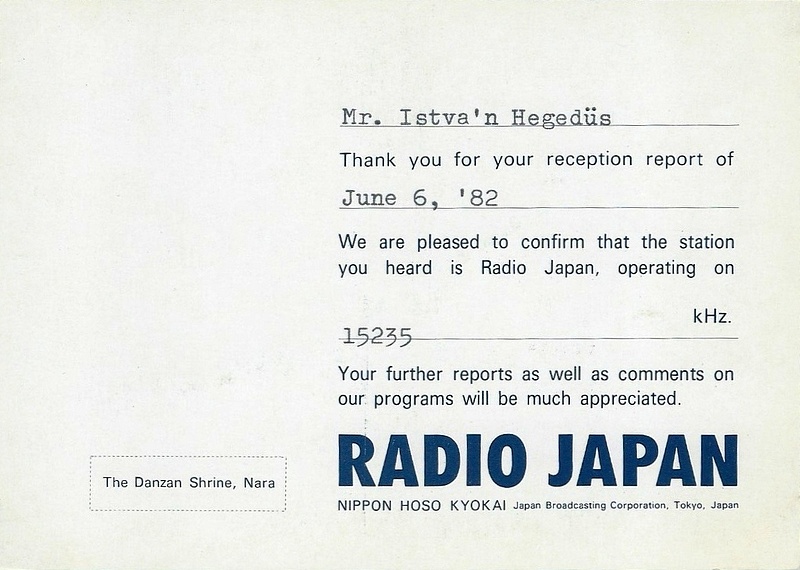 Mr. Istva'n Hegedüs
Thank you for your reception report of
June 6, '82
We are pleased to confirm that the station
you heard is Radio Japan, operating on
kHz.
15235
Your further reports as well as comments on
our programs will be much appreciated.
RADIO JAPAN
The Danzan Shrine, Nara
NIPPON HOSO KYOKAI Japan Broadcasting Corporation, Tokyo, Japan